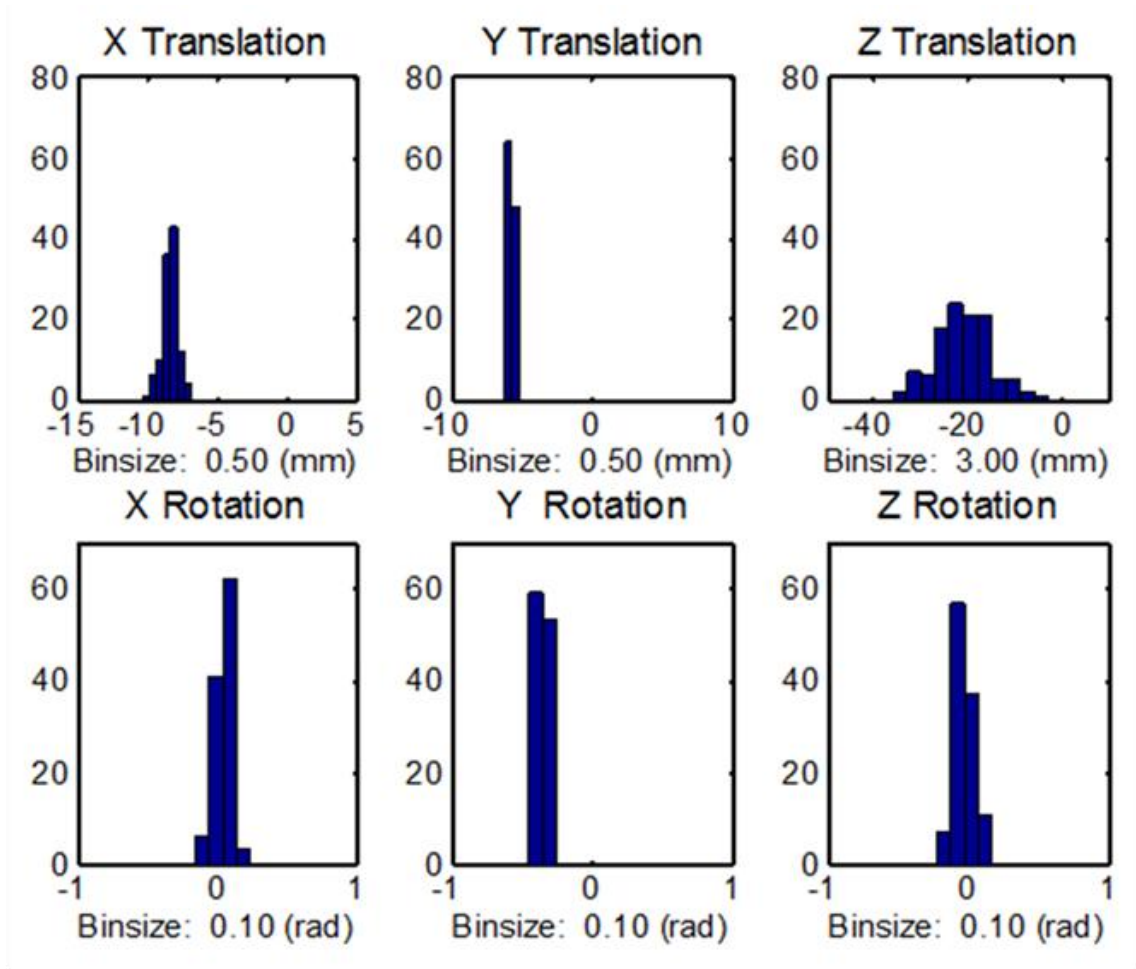 X Translation Y Translation Z Translation
80 80 80
60 60 60
40 40 40
20 20 20
0 0 0
-15 -10 -5 0 5 -10 0 10 -40 -20 0
Binsize: 0.50 (mm) Binsize: 0.50 (mm) Binsize: 3.00 (mm)
X Rotation Y Rotation Z Rotation
60 60 60
40 40 40
20 20 20
0 0 0
-1 0 1 -1 0 1 -1 0 1
Binsize: 0.10 (rad) Binsize: 0.10 (rad) Binsize: 0.10 (rad)